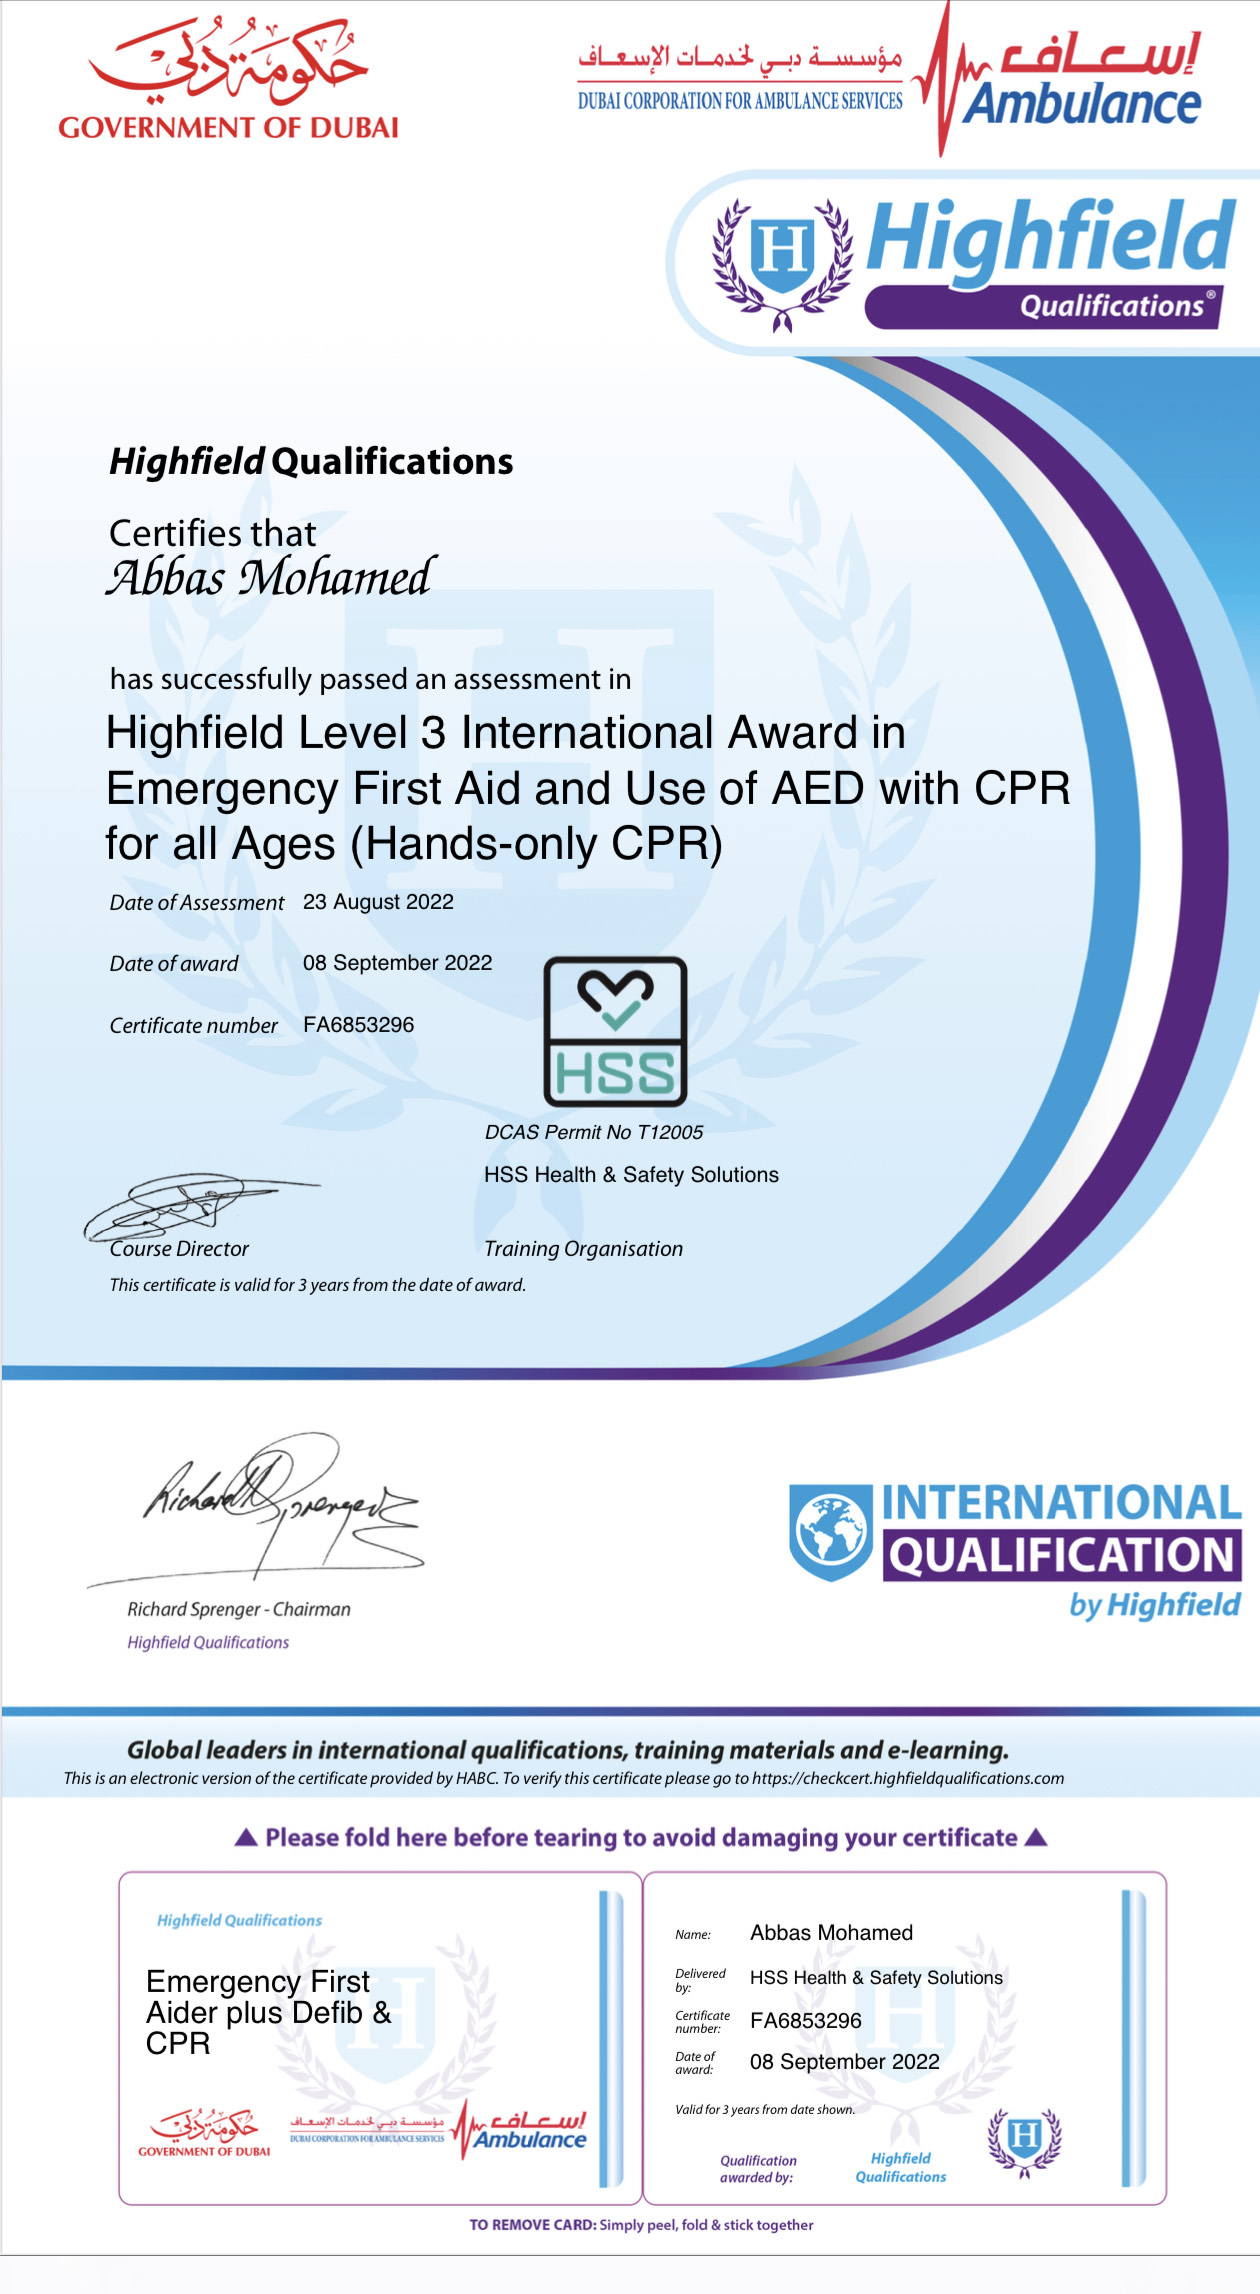 حكومة دبي
GOVERNMENT OF DUBAI
مؤسسة دبي لخدمات الإسعاف
DUBAI CORPORATION FOR AMBULANCE SERVICES
إسعاف
Ambulance
H
Highfield
Qualifications®
Highfield Qualifications
Certifies that
Abbas Mohamed
has successfully passed an assessment in
Highfield Level 3 International Award in
Emergency First Aid and Use of AED with CPR
for all Ages (Hands-only CPR)
Date of Assessment 23 August 2022
Date of award 08 September 2022
Certificate number FA6853296
HSS
DCAS Permit No T12005
HSS Health & Safety Solutions
Course Director
Training Organisation
This certificate is valid for 3 years from the date of award.
Richard Sprenger
Richard Sprenger - Chairman
Highfield Qualifications
INTERNATIONAL
QUALIFICATION
by Highfield
Global leaders in international qualifications, training materials and e-learning.
This is an electronic version of the certificate provided by HABC. To verify this certificate please go to https://checkcert.highfieldqualifications.com
▲ Please fold here before tearing to avoid damaging your certificate ▲
Highfield Qualifications
Emergency First
Aider plus Defib &
CPR
حكومة دبي
GOVERNMENT OF DUBAI
مؤسسة دبي لخدمات الإسعاف
DUBAI CORPORATION FOR AMBULANCE SERVICES
إسعاف
Ambulance
Name: Abbas Mohamed
Delivered by: HSS Health & Safety Solutions
Certificate number: FA6853296
Date of award: 08 September 2022
Valid for 3 years from date shown.
Qualification
awarded by:
Highfield
Qualifications
H
TO REMOVE CARD: Simply peel, fold & stick together